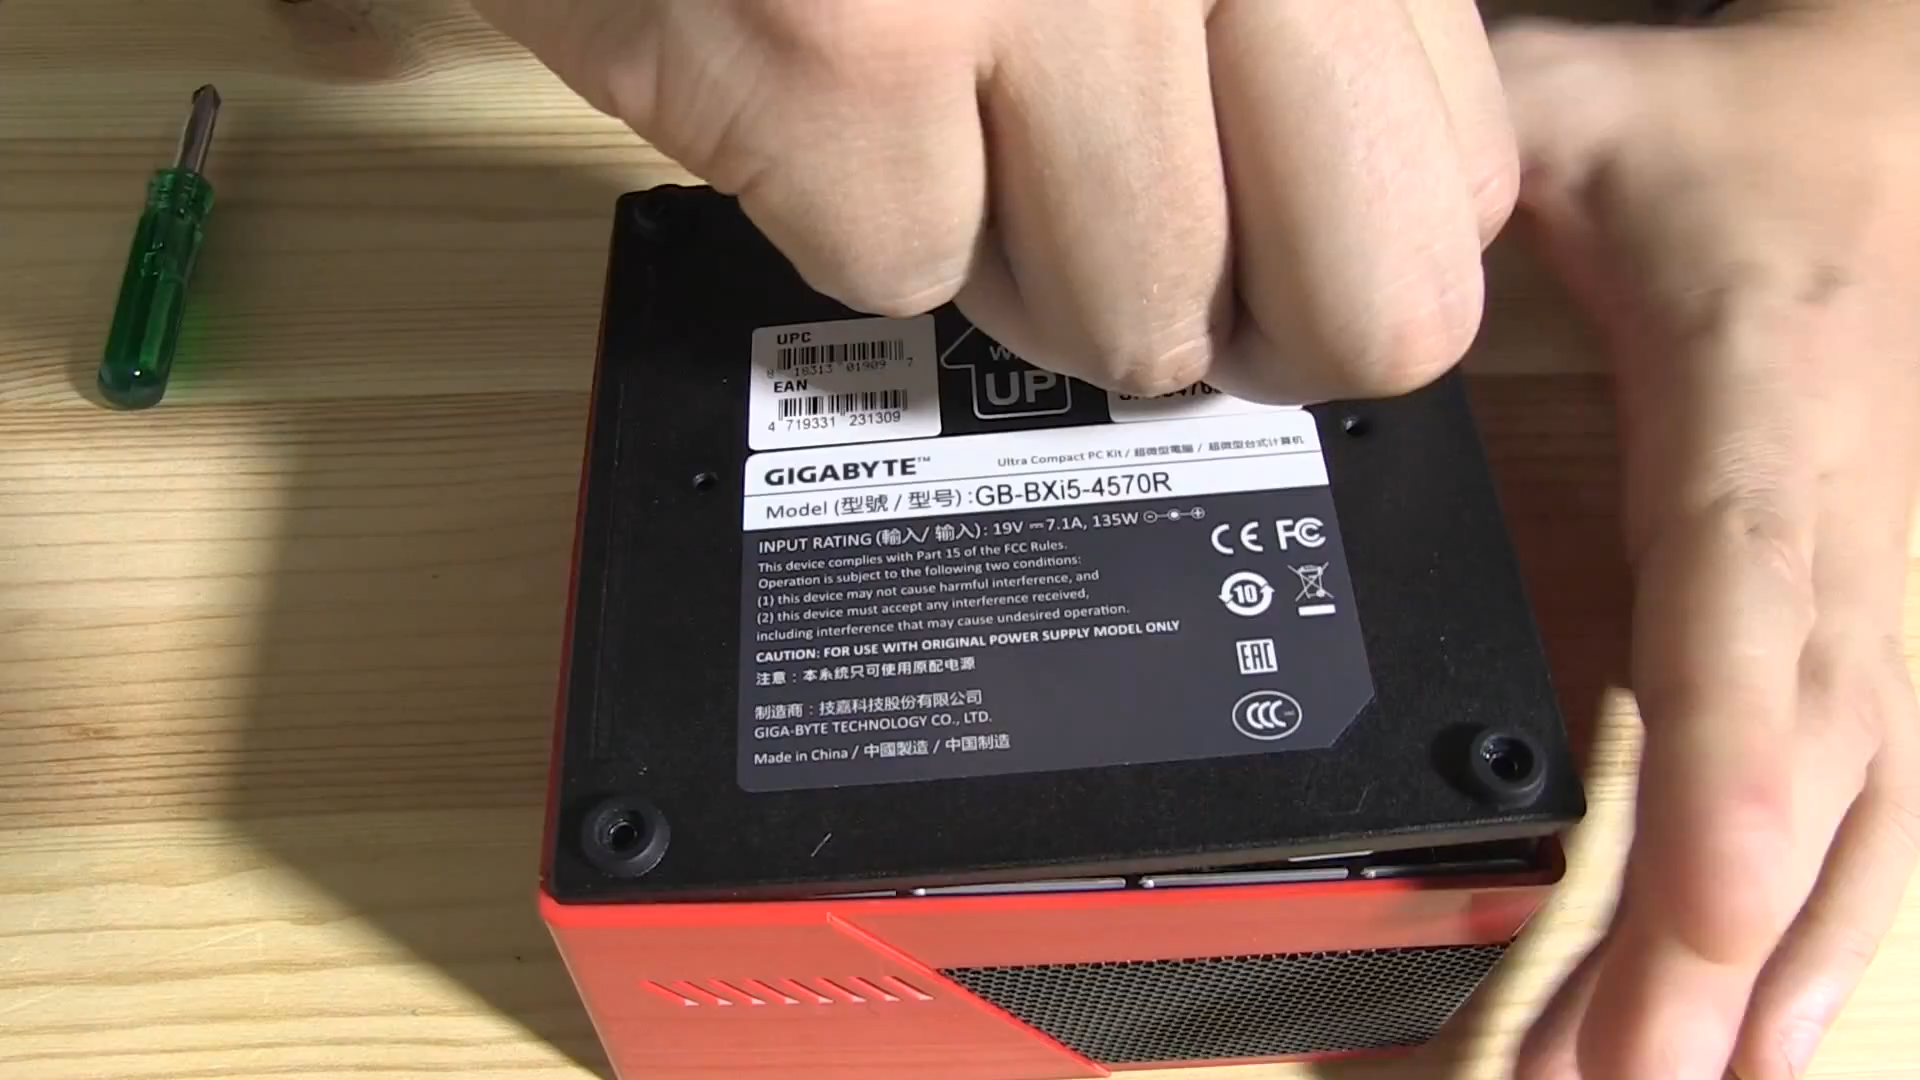 UPC
8 18313 01909 7
EAN
4 719331 231309
UP
GIGABYTE™
Ultra Compact PC Kit / 超微型電腦 / 超微型台式计算机
Model (型號 / 型号) :GB-BXi5-4570R
INPUT RATING (輸入/ 输入): 19V ⎓7.1A, 135W
This device complies with Part 15 of the FCC Rules.
Operation is subject to the following two conditions:
(1) this device may not cause harmful interference, and
(2) this device must accept any interference received,
including interference that may cause undesired operation.
CAUTION: FOR USE WITH ORIGINAL POWER SUPPLY MODEL ONLY
注意：本系统只可使用原配电源
制造商：技嘉科技股份有限公司
GIGA-BYTE TECHNOLOGY CO., LTD.
Made in China / 中國製造 / 中国制造
CE FC
10
EAC
CCC